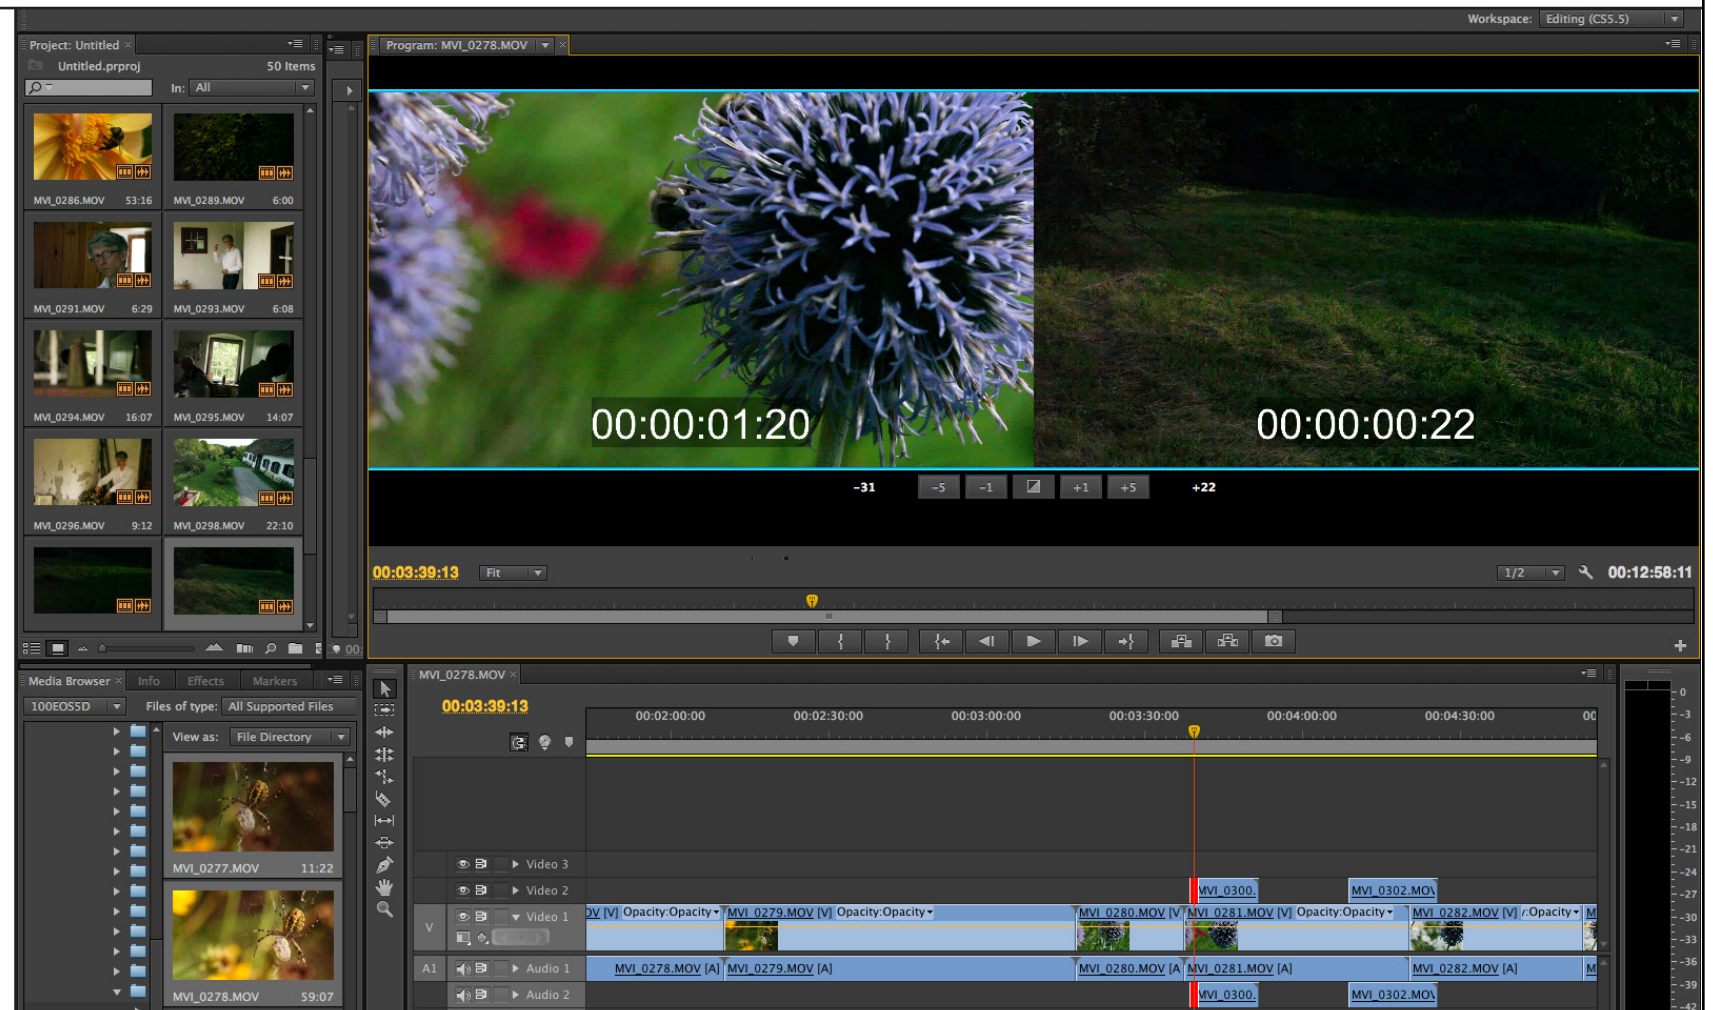 Workspace: Editing (CS5.5)
Project: Untitled
Untitled.prproj 50 Items
In: All
MVI_0286.MOV 53:16 MVI_0289.MOV 6:00
MVI_0291.MOV 6:29 MVI_0293.MOV 6:08
MVI_0294.MOV 16:07 MVI_0295.MOV 14:07
MVI_0296.MOV 9:12 MVI_0298.MOV 22:10
00:
Program: MVI_0278.MOV
00:00:01:20 00:00:00:22
-31 -5 -1 +1 +5 +22
00:03:39:13 Fit 1/2 00:12:58:11
Media Browser Info Effects Markers
100EOS5D Files of type: All Supported Files
View as: File Directory
MVI_0277.MOV 11:22
MVI_0278.MOV 59:07
MVI_0278.MOV
00:03:39:13
00:02:00:00 00:02:30:00 00:03:00:00 00:03:30:00 00:04:00:00 00:04:30:00 00
Video 3
Video 2 MVI_0300. MVI_0302.MOV
V Video 1 OV [V] Opacity:Opacity MVI_0279.MOV [V] Opacity:Opacity MVI_0280.MOV [V] MVI_0281.MOV [V] Opacity:Opacity MVI_0282.MOV [V] /:Opacity M
A1 Audio 1 MVI_0278.MOV [A] MVI_0279.MOV [A] MVI_0280.MOV [A MVI_0281.MOV [A] MVI_0282.MOV [A] M
Audio 2 MVI_0300. MVI_0302.MOV
0
-3
-6
-9
-12
-15
-18
-21
-24
-27
-30
-33
-36
-39
-42